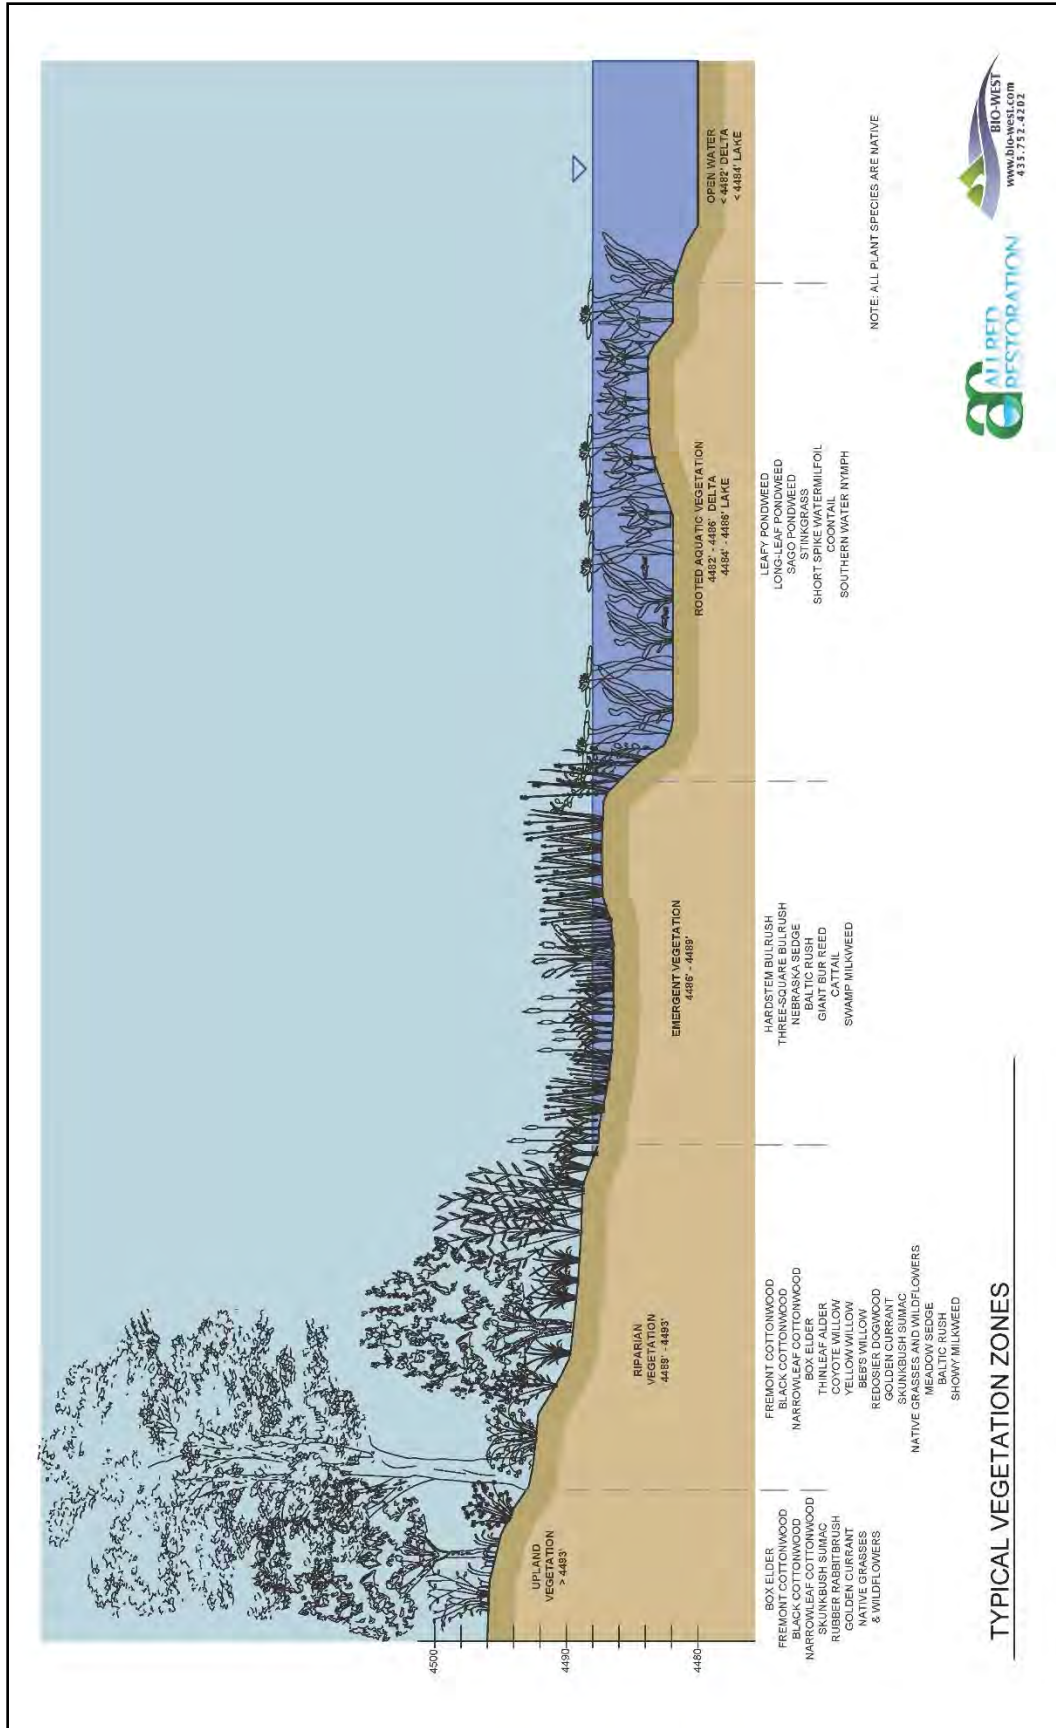 4500
4490
4480
UPLAND
VEGETATION
> 4493'
RIPARIAN
VEGETATION
4489' - 4493'
EMERGENT VEGETATION
4486' - 4489'
ROOTED AQUATIC VEGETATION
4482' - 4486' DELTA
4484' - 4486' LAKE
OPEN WATER
< 4482' DELTA
< 4484' LAKE
BOX ELDER
FREMONT COTTONWOOD
BLACK COTTONWOOD
NARROWLEAF COTTONWOOD
SKUNKBUSH SUMAC
RUBBER RABBITBRUSH
GOLDEN CURRANT
NATIVE GRASSES
& WILDFLOWERS
FREMONT COTTONWOOD
BLACK COTTONWOOD
NARROWLEAF COTTONWOOD
BOX ELDER
THINLEAF ALDER
COYOTE WILLOW
YELLOW WILLOW
BEB'S WILLOW
REDOSIER DOGWOOD
GOLDEN CURRANT
SKUNKBUSH SUMAC
NATIVE GRASSES AND WILDFLOWERS
MEADOW SEDGE
BALTIC RUSH
SHOWY MILKWEED
HARDSTEM BULRUSH
THREE-SQUARE BULRUSH
NEBRASKA SEDGE
BALTIC RUSH
GIANT BUR REED
CATTAIL
SWAMP MILKWEED
LEAFY PONDWEED
LONG-LEAF PONDWEED
SAGO PONDWEED
STINKGRASS
SHORT SPIKE WATERMILFOIL
COONTAIL
SOUTHERN WATER NYMPH
NOTE: ALL PLANT SPECIES ARE NATIVE
TYPICAL VEGETATION ZONES
ar
ALLRED
RESTORATION
BIO-WEST
www.bio-west.com
435.752.4202